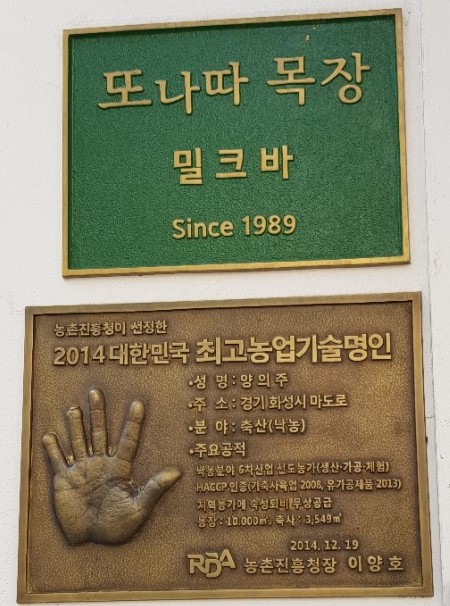 또나따 목장
밀크바
Since 1989
농촌진흥청이 선정한
2014 대한민국 최고농업기술명인
•성 명 : 양의주
•주 소 : 경기 화성시 마도로
•분 야 : 축산(낙농)
•주요공적
낙농분야 6차산업 선도농가(생산·가공·체험)
HACCP 인증(가축사육업 2008, 유가공제품 2013)
지역농가에 숙성퇴비 무상공급
농장 : 10,000㎡, 축사 : 3,549㎡
2014. 12. 19
RDA 농촌진흥청장 이양호